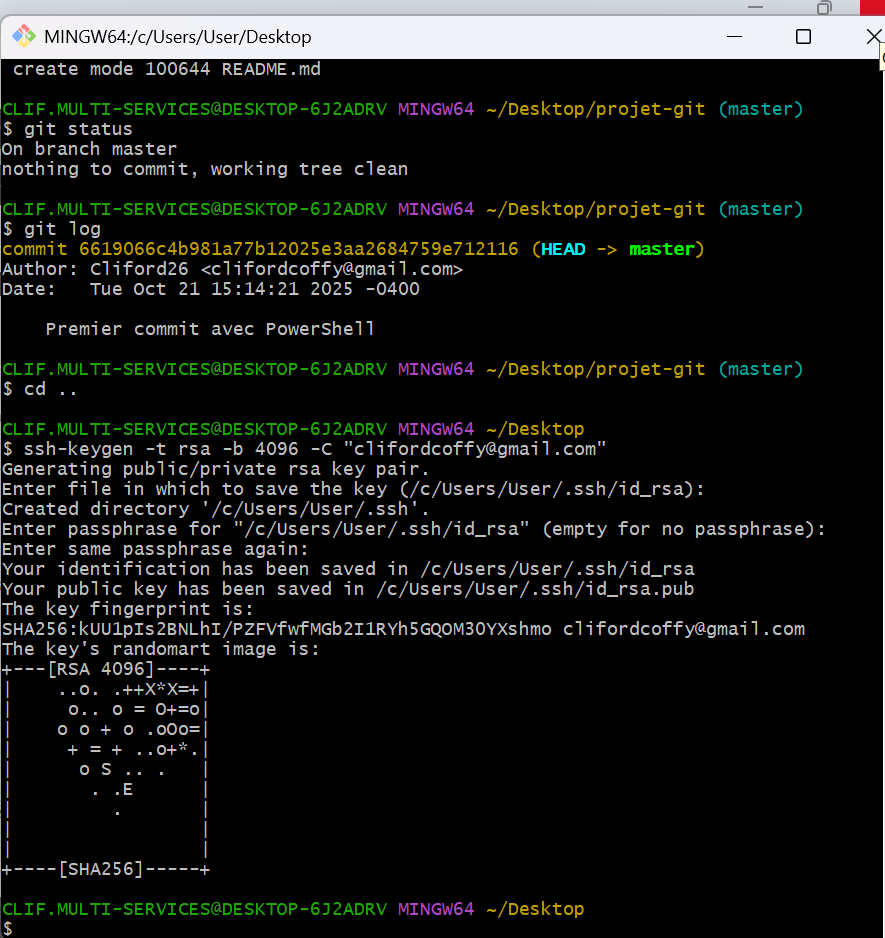 MINGW64:/c/Users/User/Desktop
create mode 100644 README.md
CLIF.MULTI-SERVICES@DESKTOP-6J2ADRV MINGW64 ~/Desktop/projet-git (master)
$ git status
On branch master
nothing to commit, working tree clean
CLIF.MULTI-SERVICES@DESKTOP-6J2ADRV MINGW64 ~/Desktop/projet-git (master)
$ git log
commit 6619066c4b981a77b12025e3aa2684759e712116 (HEAD -> master)
Author: Cliford26 <clifordcoffy@gmail.com>
Date:   Tue Oct 21 15:14:21 2025 -0400
    Premier commit avec PowerShell
CLIF.MULTI-SERVICES@DESKTOP-6J2ADRV MINGW64 ~/Desktop/projet-git (master)
$ cd ..
CLIF.MULTI-SERVICES@DESKTOP-6J2ADRV MINGW64 ~/Desktop
$ ssh-keygen -t rsa -b 4096 -C "clifordcoffy@gmail.com"
Generating public/private rsa key pair.
Enter file in which to save the key (/c/Users/User/.ssh/id_rsa):
Created directory '/c/Users/User/.ssh'.
Enter passphrase for "/c/Users/User/.ssh/id_rsa" (empty for no passphrase):
Enter same passphrase again:
Your identification has been saved in /c/Users/User/.ssh/id_rsa
Your public key has been saved in /c/Users/User/.ssh/id_rsa.pub
The key fingerprint is:
SHA256:kUU1pIs2BNLhI/PZFVfwfMGb2I1RYh5GQOM3OYXshmo clifordcoffy@gmail.com
The key's randomart image is:
+---[RSA 4096]----+
|    ..o. .++X*X=+|
|     o.. o = O+=o|
|    o o + o .oOo=|
|     + = + ..o+*.|
|      o S .. .   |
|       . .E      |
|         .       |
|                 |
|                 |
+----[SHA256]-----+
CLIF.MULTI-SERVICES@DESKTOP-6J2ADRV MINGW64 ~/Desktop
$